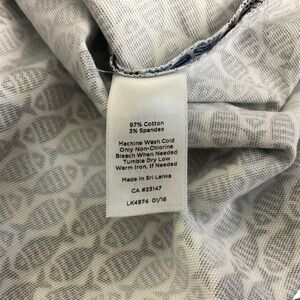 97% Cotton
3% Spandex
Machine Wash Cold
Only Non-Chlorine
Bleach When Needed
Tumble Dry Low
Warm Iron, If Needed
Made In Sri Lanka
CA #25147
LK4974 01/16